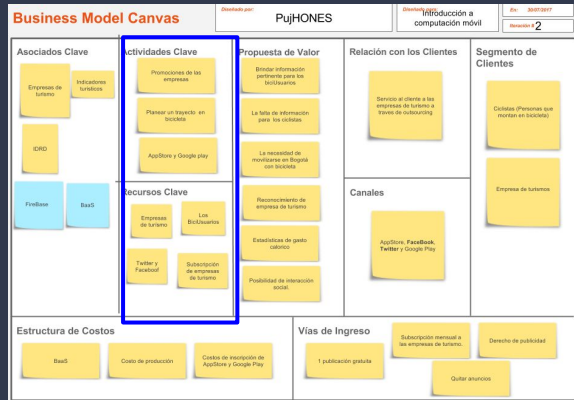 Business Model Canvas
Diseñado por:
PujHONES
Introducción a
computación móvil
En: 30/07/2017
Iteración # 2
Asociados Clave
Empresas de
turismo
Indicadores
turísticos
IDRD
FireBase
BaaS
Actividades Clave
Promociones de las
empresas
Planear un trayecto en
bicicleta
AppStore y Google play
Recursos Clave
Empresas
de turismo
Los
BiciUsuarios
Twitter y
Faceboof
Subscripción
de empresas
de turismo
Propuesta de Valor
Brindar información
pertinente para los
biciUsuarios
La falta de información
para los ciclistas
La necesidad de
movilizarse en Bogotá
con bicicleta
Reconocimiento de
empresa de turismo
Estadísticas de gasto
calorico
Posibilidad de interacción
social.
Relación con los Clientes
Servicio al cliente a las
empresas de turismo a
traves de outsourcing
Canales
AppStore, FaceBook,
Twitter y Google Play
Segmento de
Clientes
Ciclistas (Personas que
montan en bicicleta)
Empresa de turismos
Estructura de Costos
BaaS
Costo de producción
Costos de inscripción de
AppStore y Google Play
Vías de Ingreso
1 publicación gratuita
Subscripción mensual a
las empresas de turismo.
Derecho de publicidad
Quitar anuncios